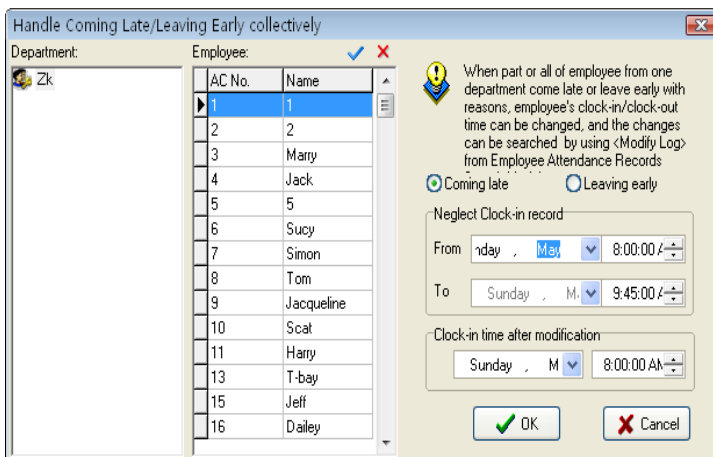 Handle Coming Late/Leaving Early collectively
Department:
Zk
Employee:
AC No. Name
1 1
2 2
3 Marry
4 Jack
5 5
6 Sucy
7 Simon
8 Tom
9 Jacqueline
10 Scat
11 Harry
13 T-bay
15 Jeff
16 Dailey
When part or all of employee from one
department come late or leave early with
reasons, employee's clock-in/clock-out
time can be changed, and the changes
can be searched by using <Modify Log>
from Employee Attendance Records
Coming late Leaving early
Neglect Clock-in record
From nday , May 8:00:00 A
To Sunday , M. 9:45:00 A
Clock-in time after modification
Sunday , M 8:00:00 AM
OK Cancel